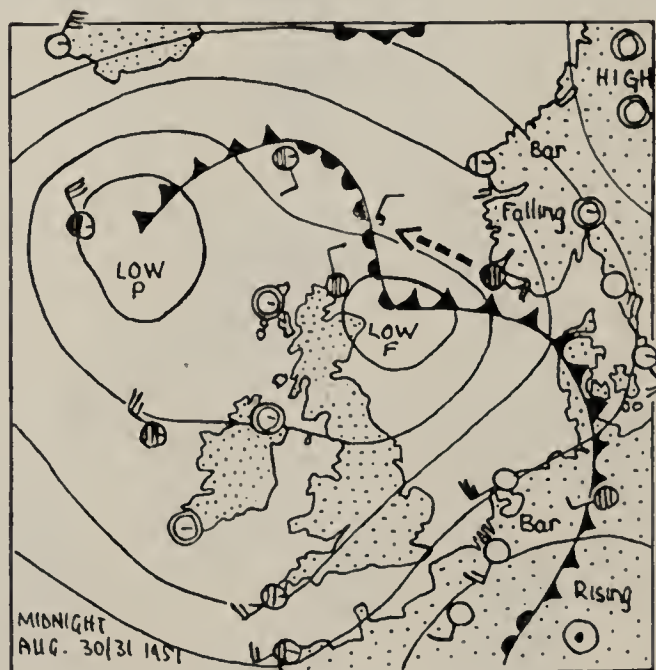 HIGH
Bar
Falling
LOW
P
LOW
F
Bar
Rising
MIDNIGHT
AUG. 30/31 1951